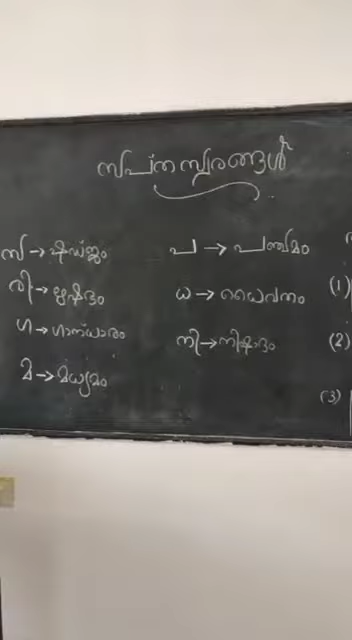 സപ്തസ്വരങ്ങൾ
സ → ഷഡ്ജം
രി → ഋഷഭം
ഗ → ഗാന്ധാരം
മ → മധ്യമം
പ → പഞ്ചമം
ധ → ധൈവതം
നി → നിഷാദം
(1)
(2)
(3)